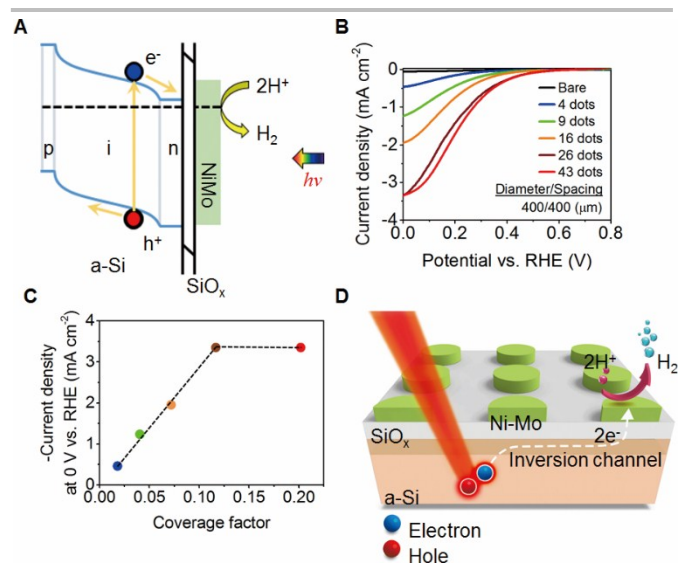 A
e-
2H+
H2
p
i
n
NiMo
hν
h+
a-Si
SiOx
B
Current density (mA cm-2)
0
-1
-2
-3
-4
Bare
4 dots
9 dots
16 dots
26 dots
43 dots
Diameter/Spacing
400/400 (μm)
0.0 0.2 0.4 0.6 0.8
Potential vs. RHE (V)
C
-Current density
at 0 V vs. RHE (mA cm-2)
4
3
2
1
0
0.00 0.05 0.10 0.15 0.20
Coverage factor
D
2H+
H2
Ni-Mo
SiOx
2e-
Inversion channel
a-Si
Electron
Hole